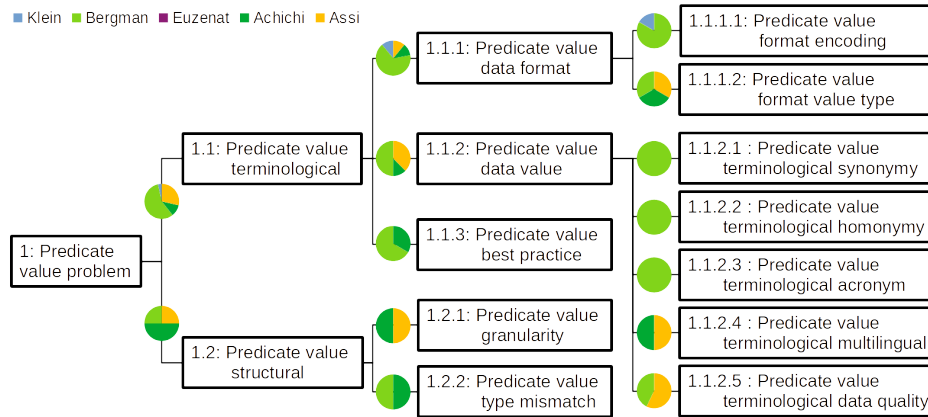 Klein Bergman Euzenat Achichi Assi
1: Predicate
value problem
1.1: Predicate value
terminological
1.2: Predicate value
structural
1.1.1: Predicate value
data format
1.1.2: Predicate value
data value
1.1.3: Predicate value
best practice
1.2.1: Predicate value
granularity
1.2.2: Predicate value
type mismatch
1.1.1.1: Predicate value
format encoding
1.1.1.2: Predicate value
format value type
1.1.2.1 : Predicate value
terminological synonymy
1.1.2.2 : Predicate value
terminological homonymy
1.1.2.3 : Predicate value
terminological acronym
1.1.2.4 : Predicate value
terminological multilingual
1.1.2.5 : Predicate value
terminological data quality